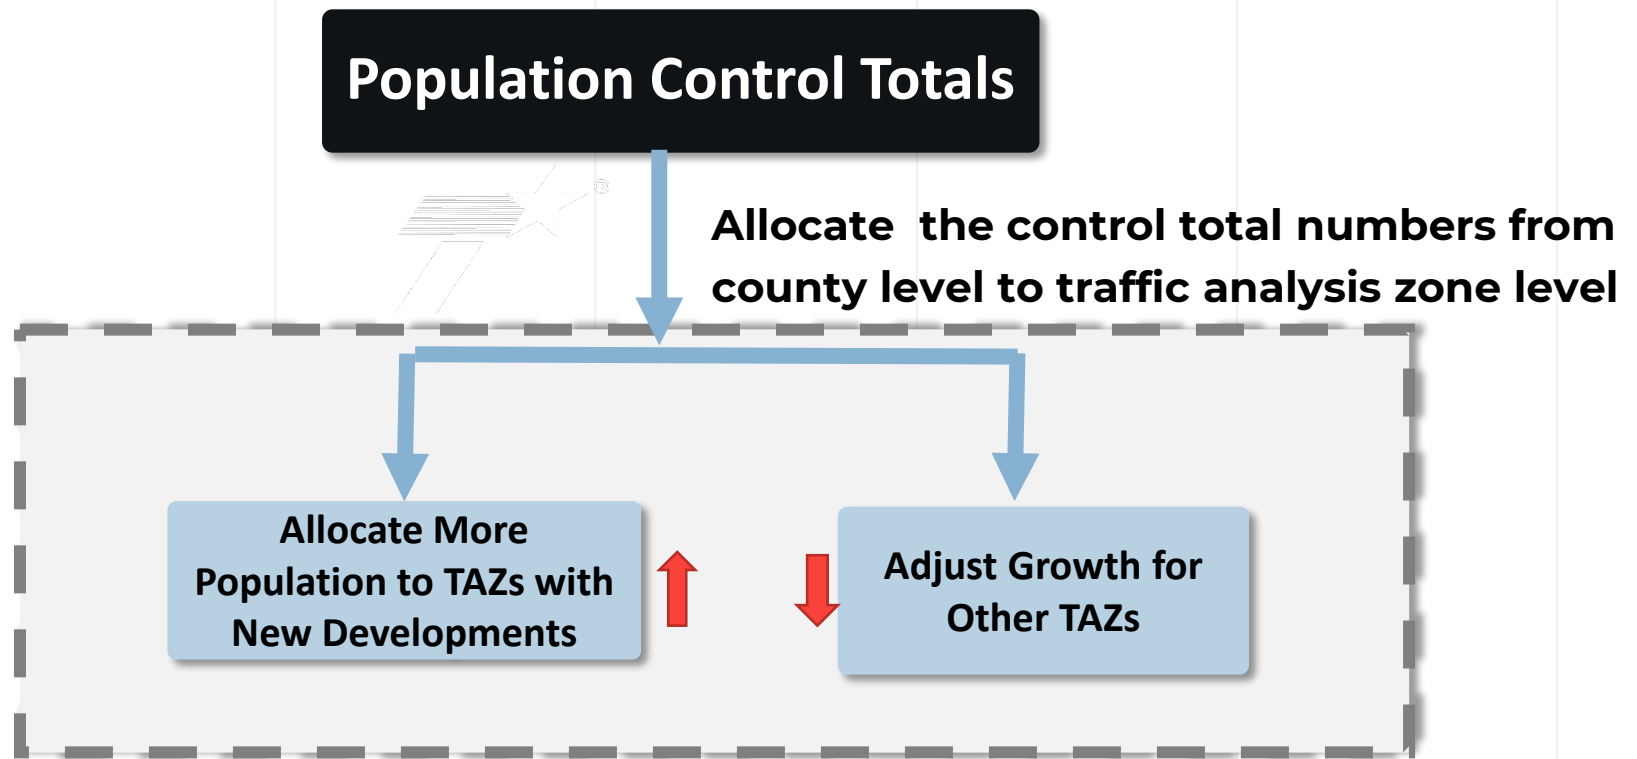 Population Control Totals
®
Allocate  the control total numbers from
county level to traffic analysis zone level
Allocate More
Population to TAZs with
New Developments
Adjust Growth for
Other TAZs